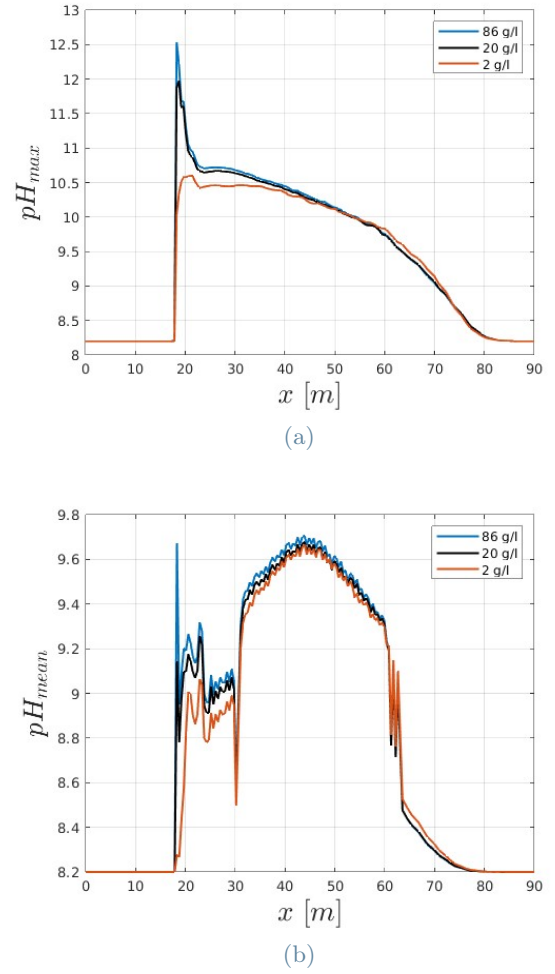 13
12.5
12
11.5
11
10.5
10
9.5
9
8.5
8
pH_max
86 g/l
20 g/l
2 g/l
0 10 20 30 40 50 60 70 80 90
x [m]
(a)
9.8
9.6
9.4
9.2
9
8.8
8.6
8.4
8.2
pH_mean
86 g/l
20 g/l
2 g/l
0 10 20 30 40 50 60 70 80 90
x [m]
(b)